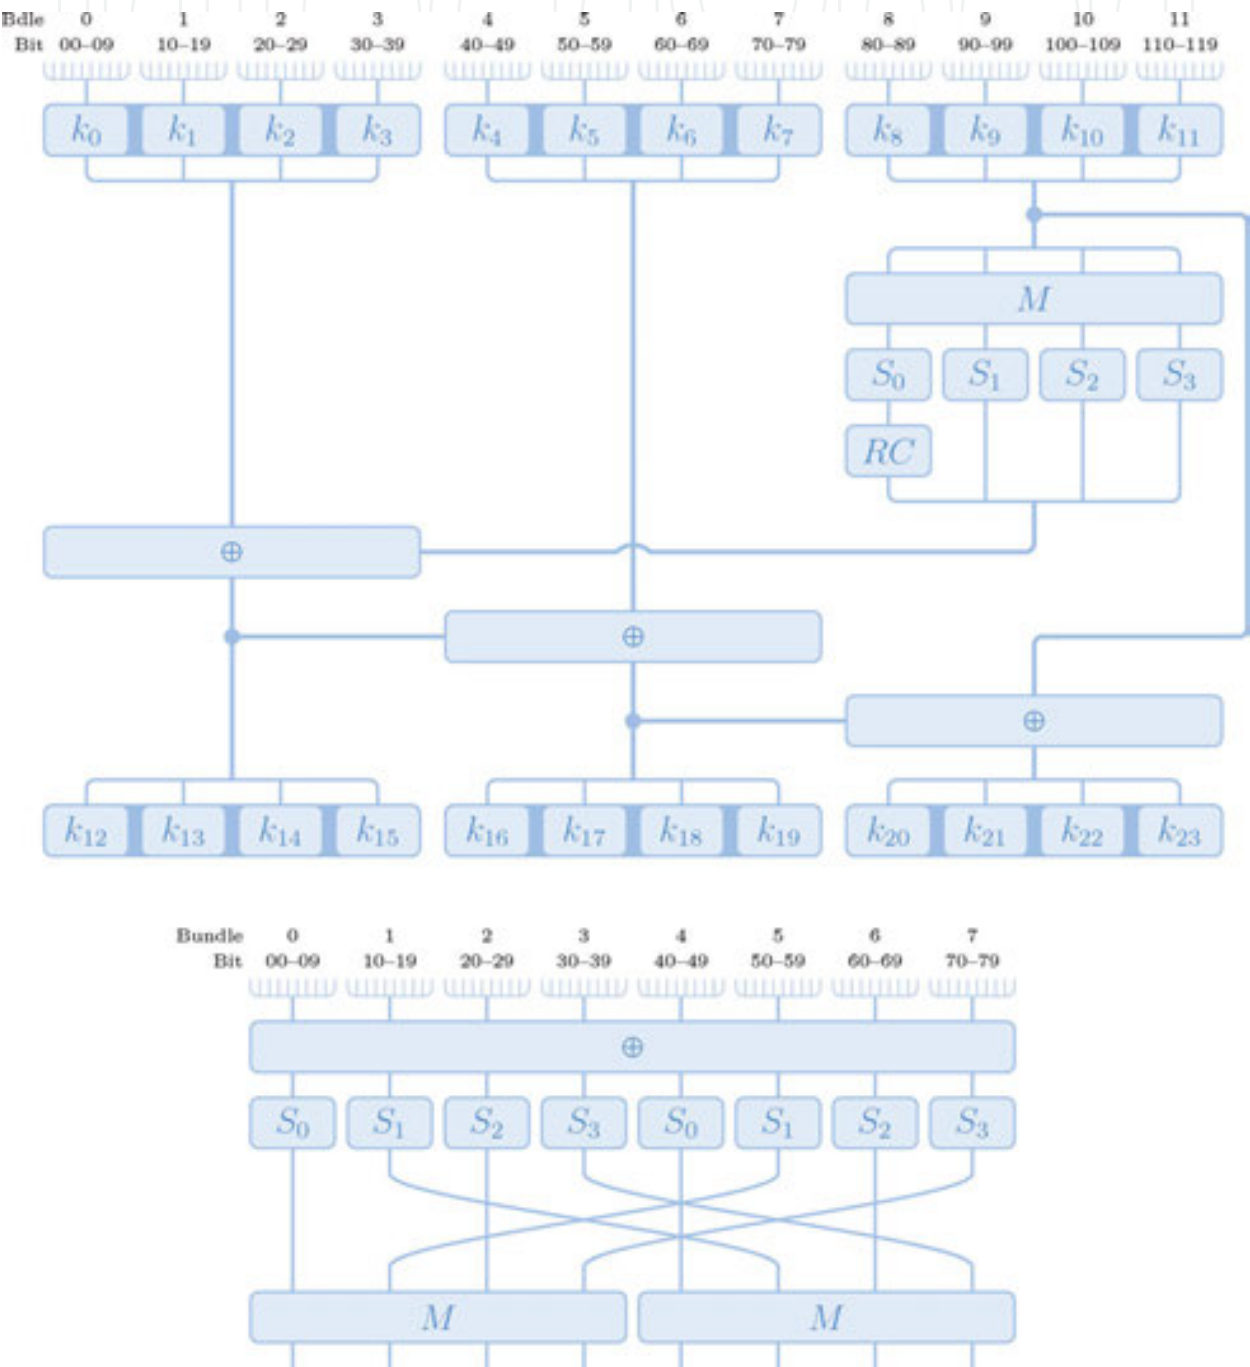 Bdle 0 1 2 3 4 5 6 7 8 9 10 11
Bit 00–09 10–19 20–29 30–39 40–49 50–59 60–69 70–79 80–89 90–99 100–109 110–119
k₀ k₁ k₂ k₃ k₄ k₅ k₆ k₇ k₈ k₉ k₁₀ k₁₁
M
S₀ S₁ S₂ S₃
RC
⊕
⊕
⊕
k₁₂ k₁₃ k₁₄ k₁₅ k₁₆ k₁₇ k₁₈ k₁₉ k₂₀ k₂₁ k₂₂ k₂₃
Bundle 0 1 2 3 4 5 6 7
Bit 00–09 10–19 20–29 30–39 40–49 50–59 60–69 70–79
⊕
S₀ S₁ S₂ S₃ S₀ S₁ S₂ S₃
M M